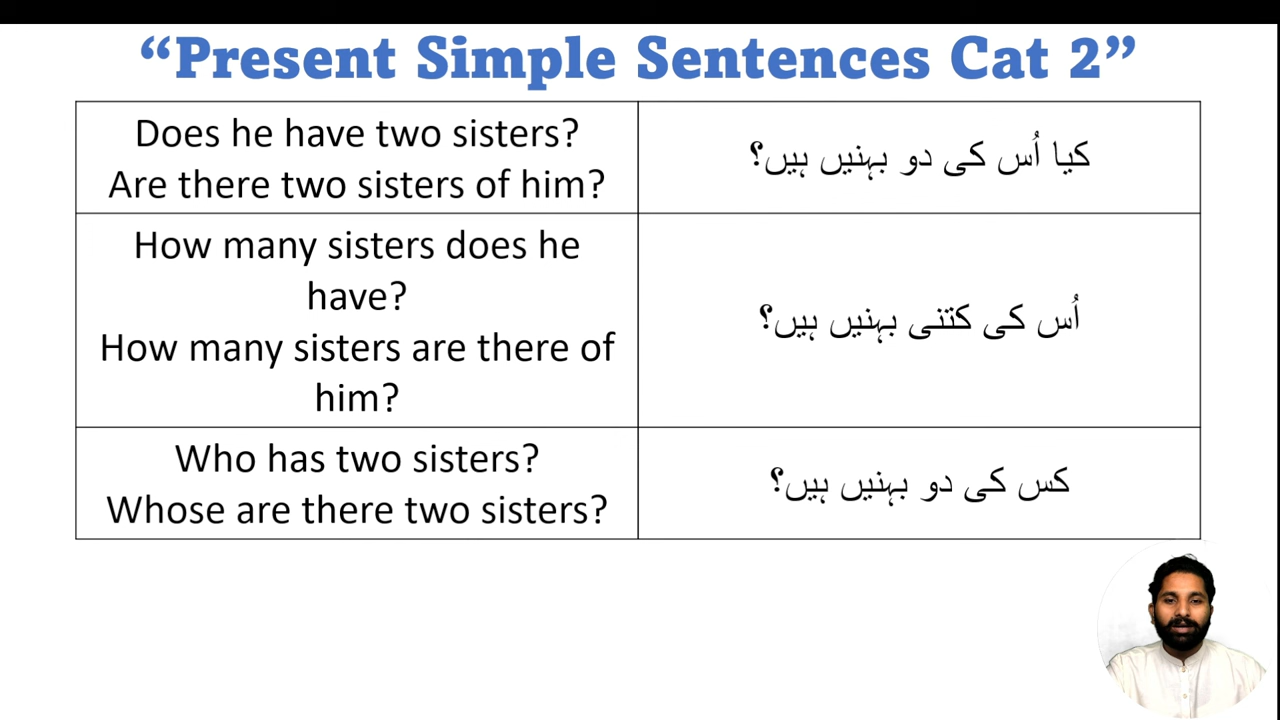 “Present Simple Sentences Cat 2”
Does he have two sisters?
Are there two sisters of him?
کیا اُس کی دو بہنیں ہیں؟
How many sisters does he
have?
How many sisters are there of
him?
اُس کی کتنی بہنیں ہیں؟
Who has two sisters?
Whose are there two sisters?
کس کی دو بہنیں ہیں؟